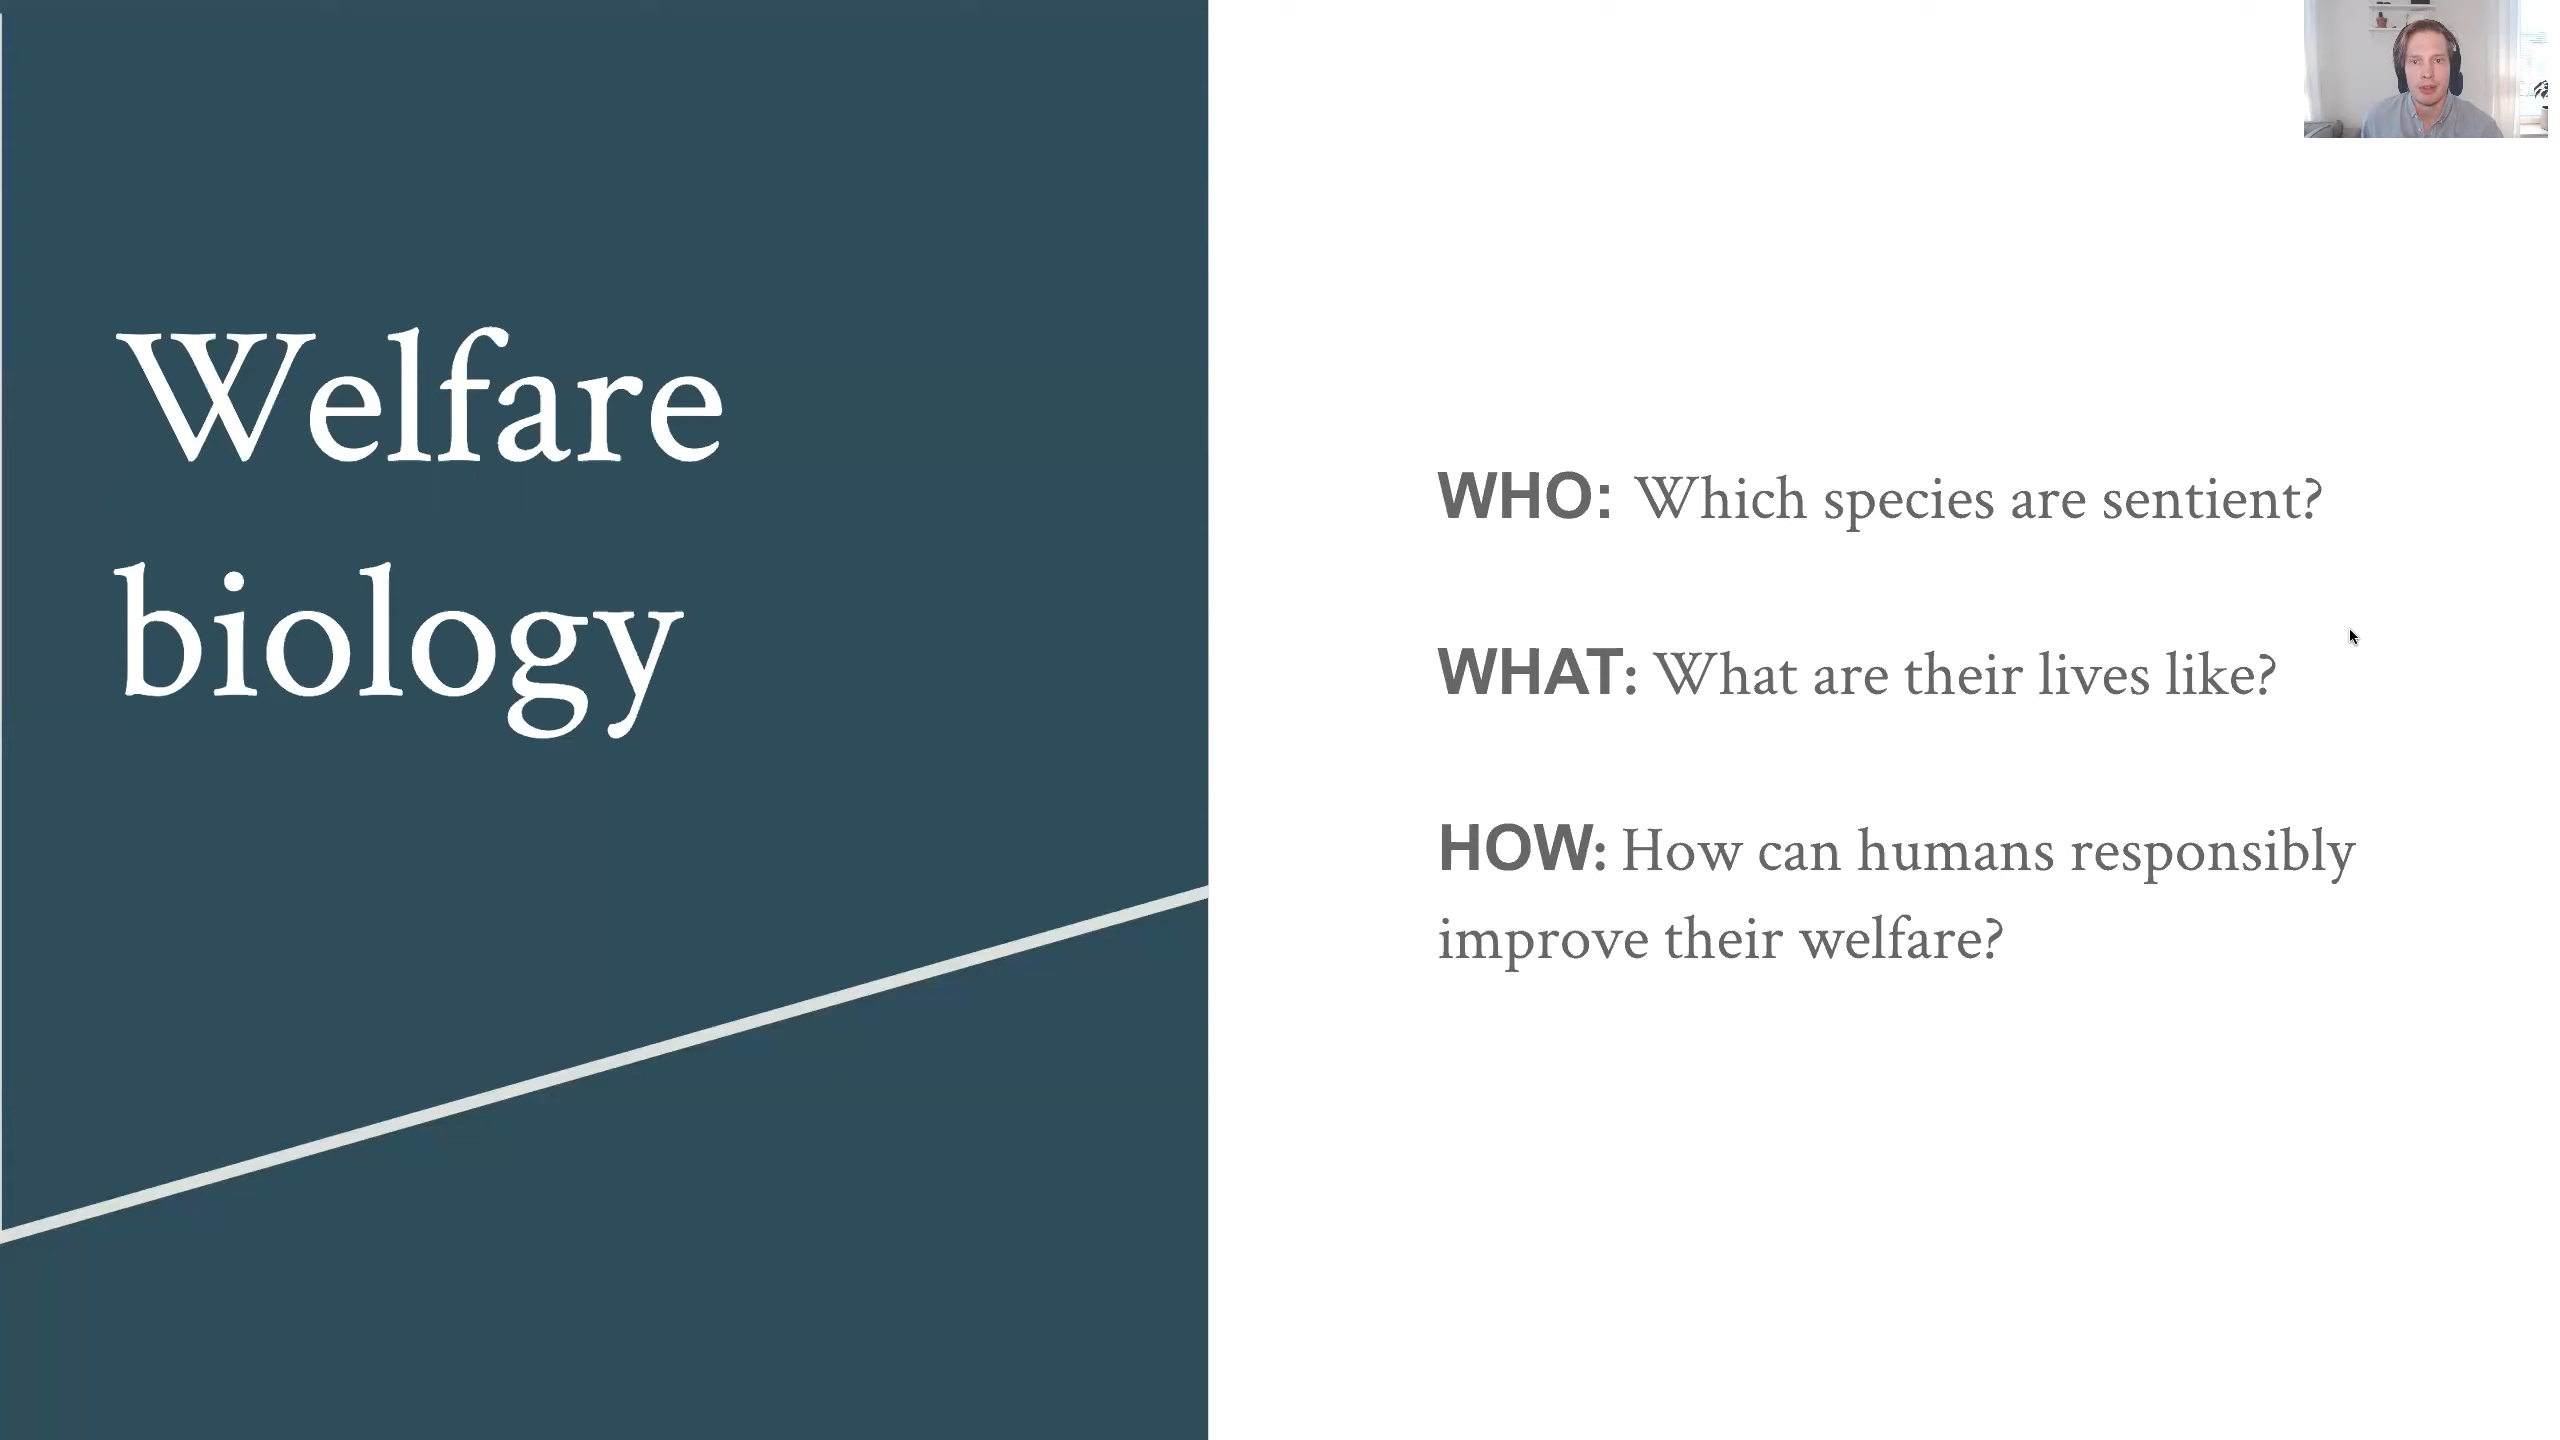 Welfare
biology
WHO: Which species are sentient?
WHAT: What are their lives like?
HOW: How can humans responsibly
improve their welfare?